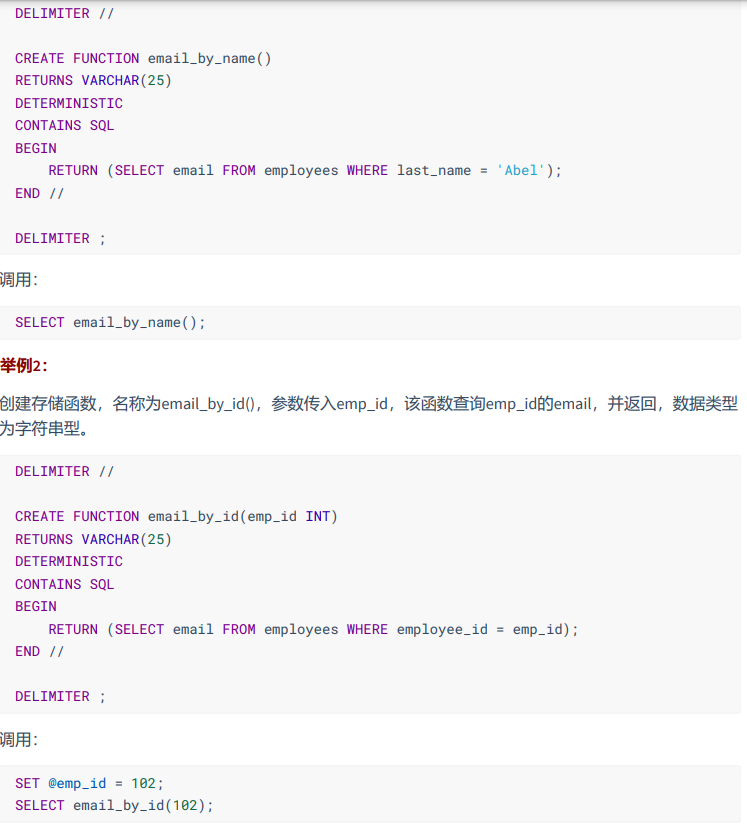 DELIMITER //
CREATE FUNCTION email_by_name()
RETURNS VARCHAR(25)
DETERMINISTIC
CONTAINS SQL
BEGIN
RETURN (SELECT email FROM employees WHERE last_name = 'Abel');
END //
DELIMITER ;
调用：
SELECT email_by_name();
举例2：
创建存储函数，名称为email_by_id()，参数传入emp_id，该函数查询emp_id的email，并返回，数据类型
为字符串型。
DELIMITER //
CREATE FUNCTION email_by_id(emp_id INT)
RETURNS VARCHAR(25)
DETERMINISTIC
CONTAINS SQL
BEGIN
RETURN (SELECT email FROM employees WHERE employee_id = emp_id);
END //
DELIMITER ;
调用：
SET @emp_id = 102;
SELECT email_by_id(102);